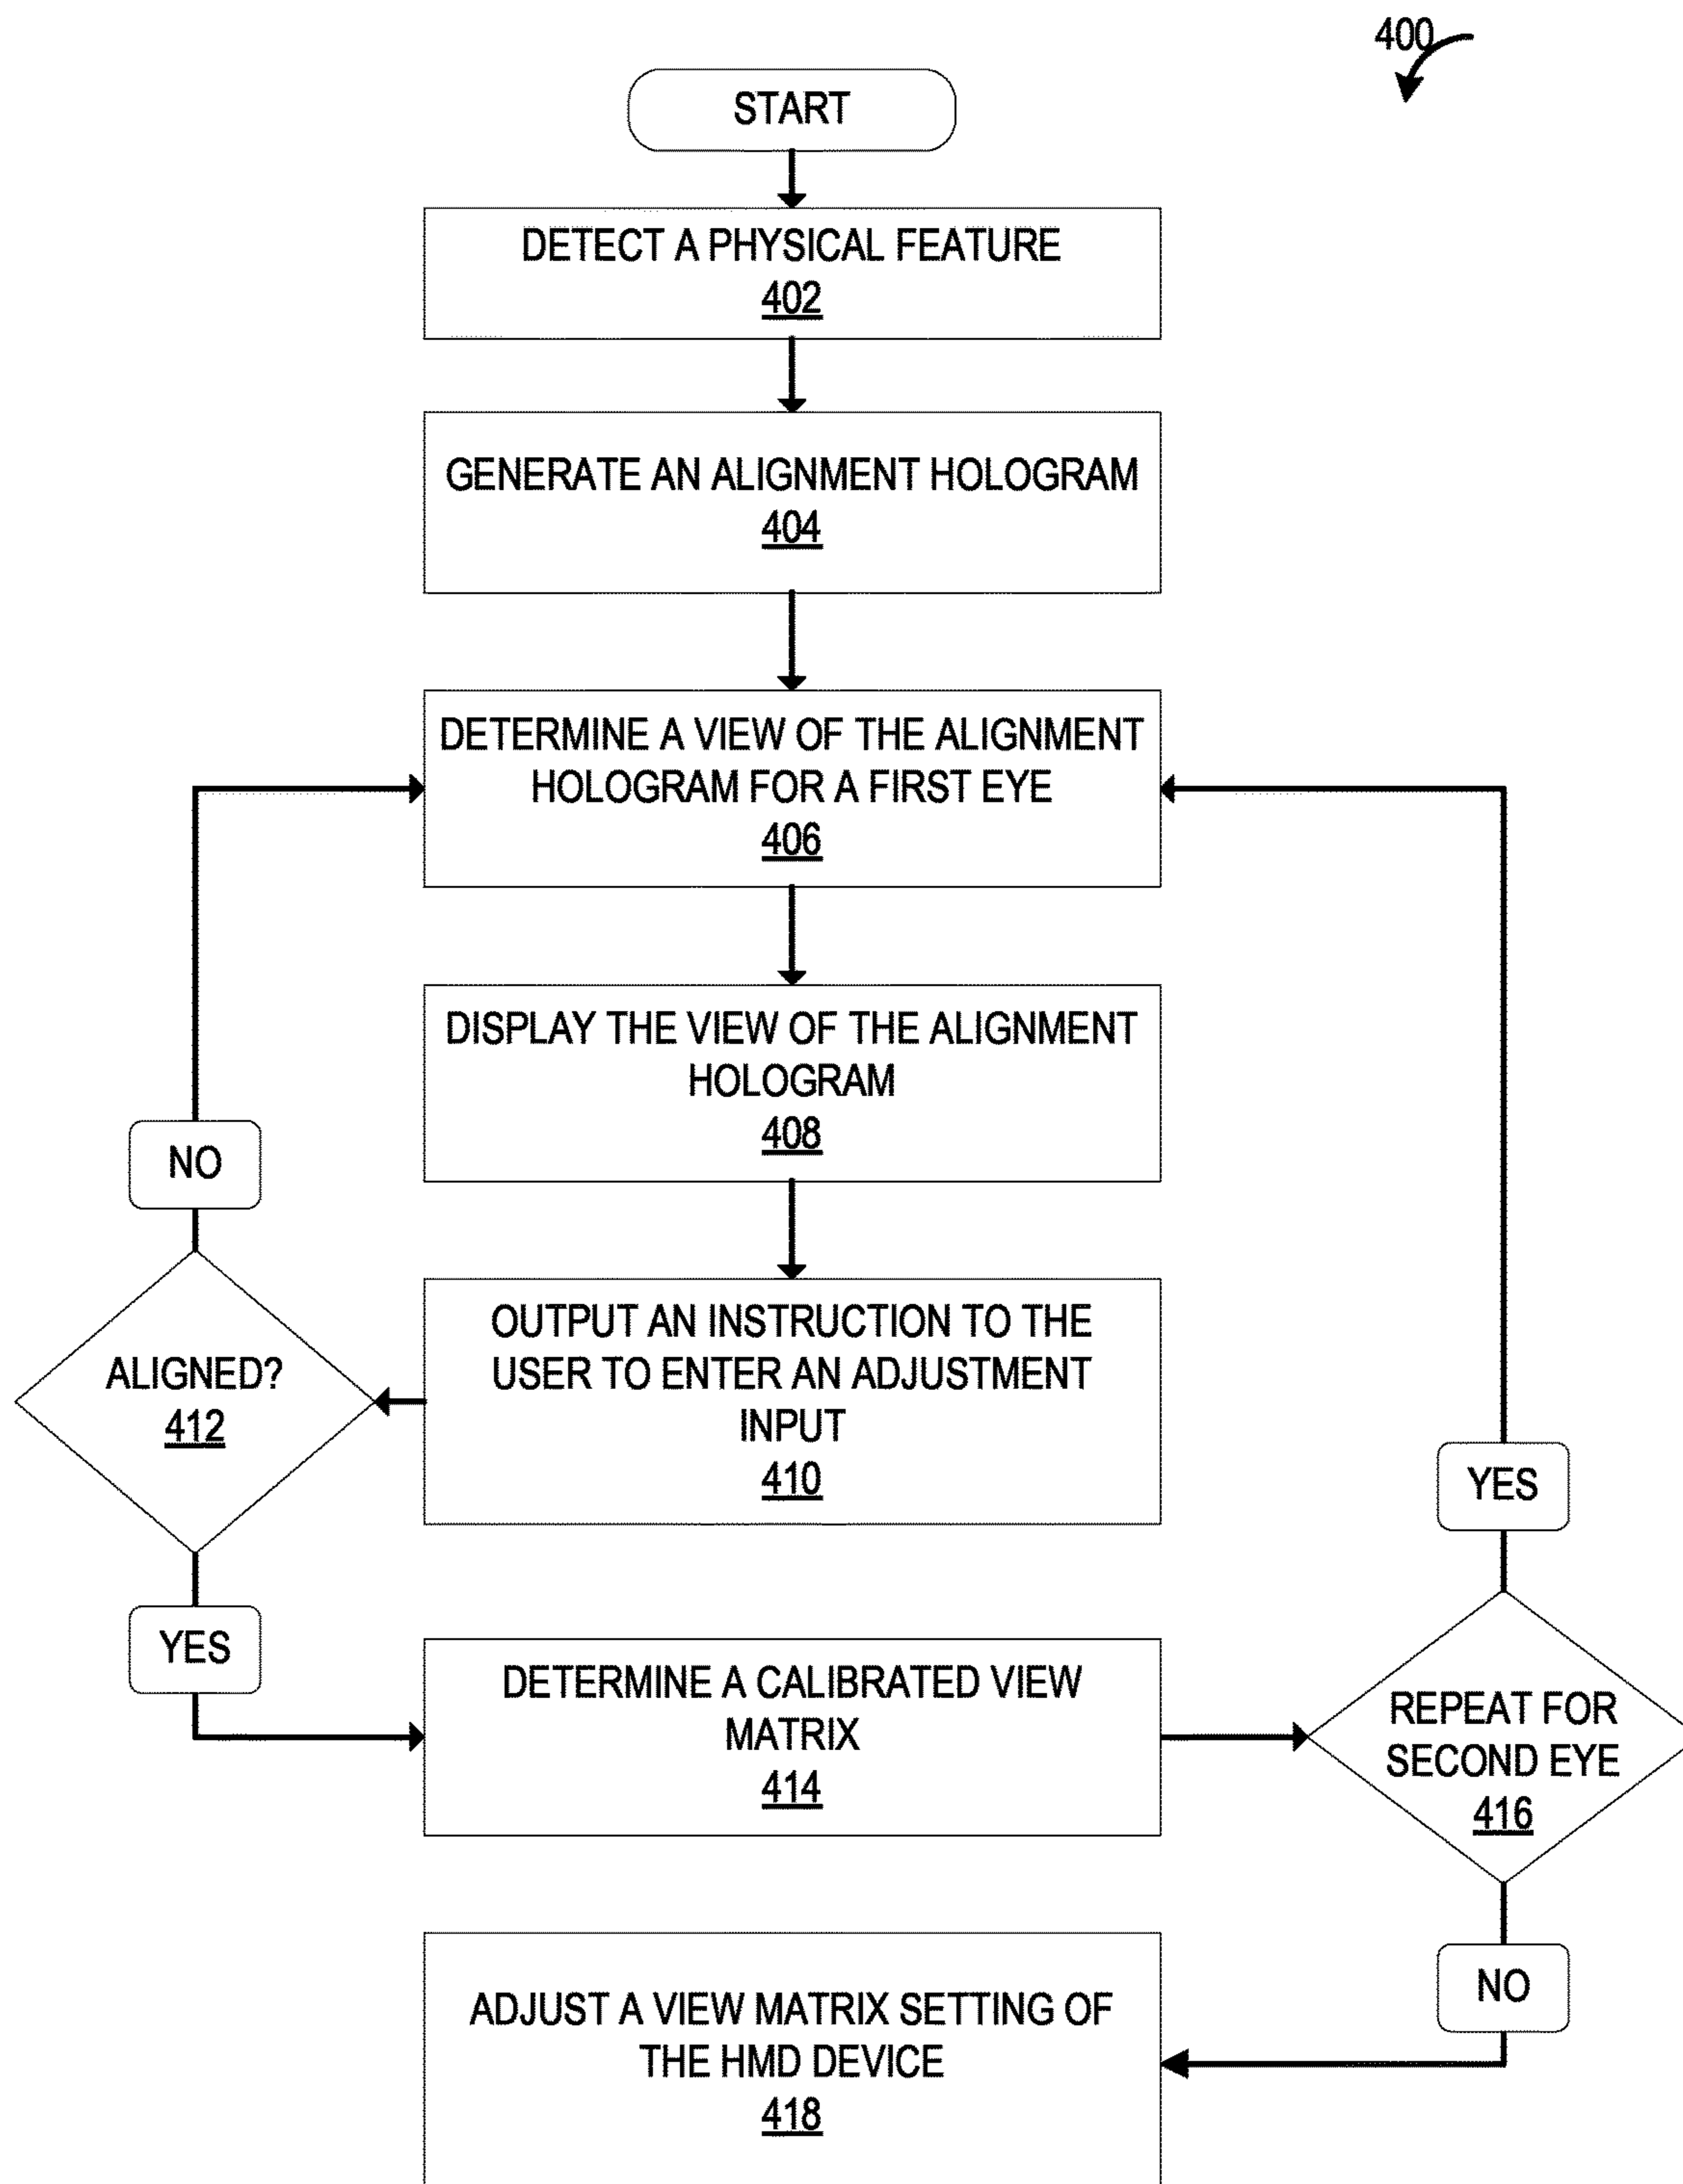 400
START
DETECT A PHYSICAL FEATURE
402
GENERATE AN ALIGNMENT HOLOGRAM
404
DETERMINE A VIEW OF THE ALIGNMENT
HOLOGRAM FOR A FIRST EYE
406
DISPLAY THE VIEW OF THE ALIGNMENT
HOLOGRAM
408
NO
OUTPUT AN INSTRUCTION TO THE
USER TO ENTER AN ADJUSTMENT
INPUT
410
ALIGNED?
412
YES
YES
DETERMINE A CALIBRATED VIEW
MATRIX
414
REPEAT FOR
SECOND EYE
416
NO
ADJUST A VIEW MATRIX SETTING OF
THE HMD DEVICE
418